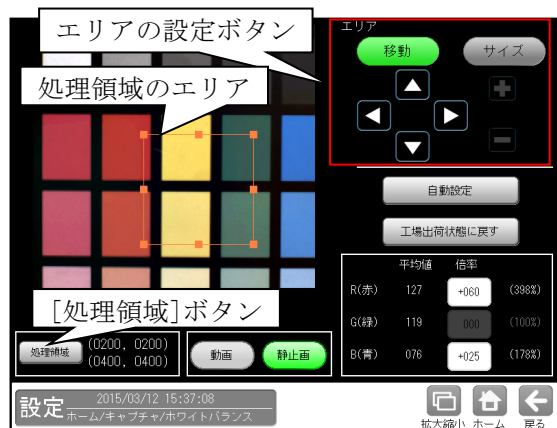 エリアの設定ボタン
エリア
移動
サイズ
処理領域のエリア
自動設定
工場出荷状態に戻す
平均値 倍率
R(赤) 127 +060 (398%)
G(緑) 119 000 (100%)
B(青) 076 +025 (178%)
[処理領域]ボタン
処理領域
(0200, 0200)
(0400, 0400)
動画
静止画
設定
2015/03/12 15:37:08
ホーム/キャプチャ/ホワイトバランス
拡大縮小 ホーム 戻る